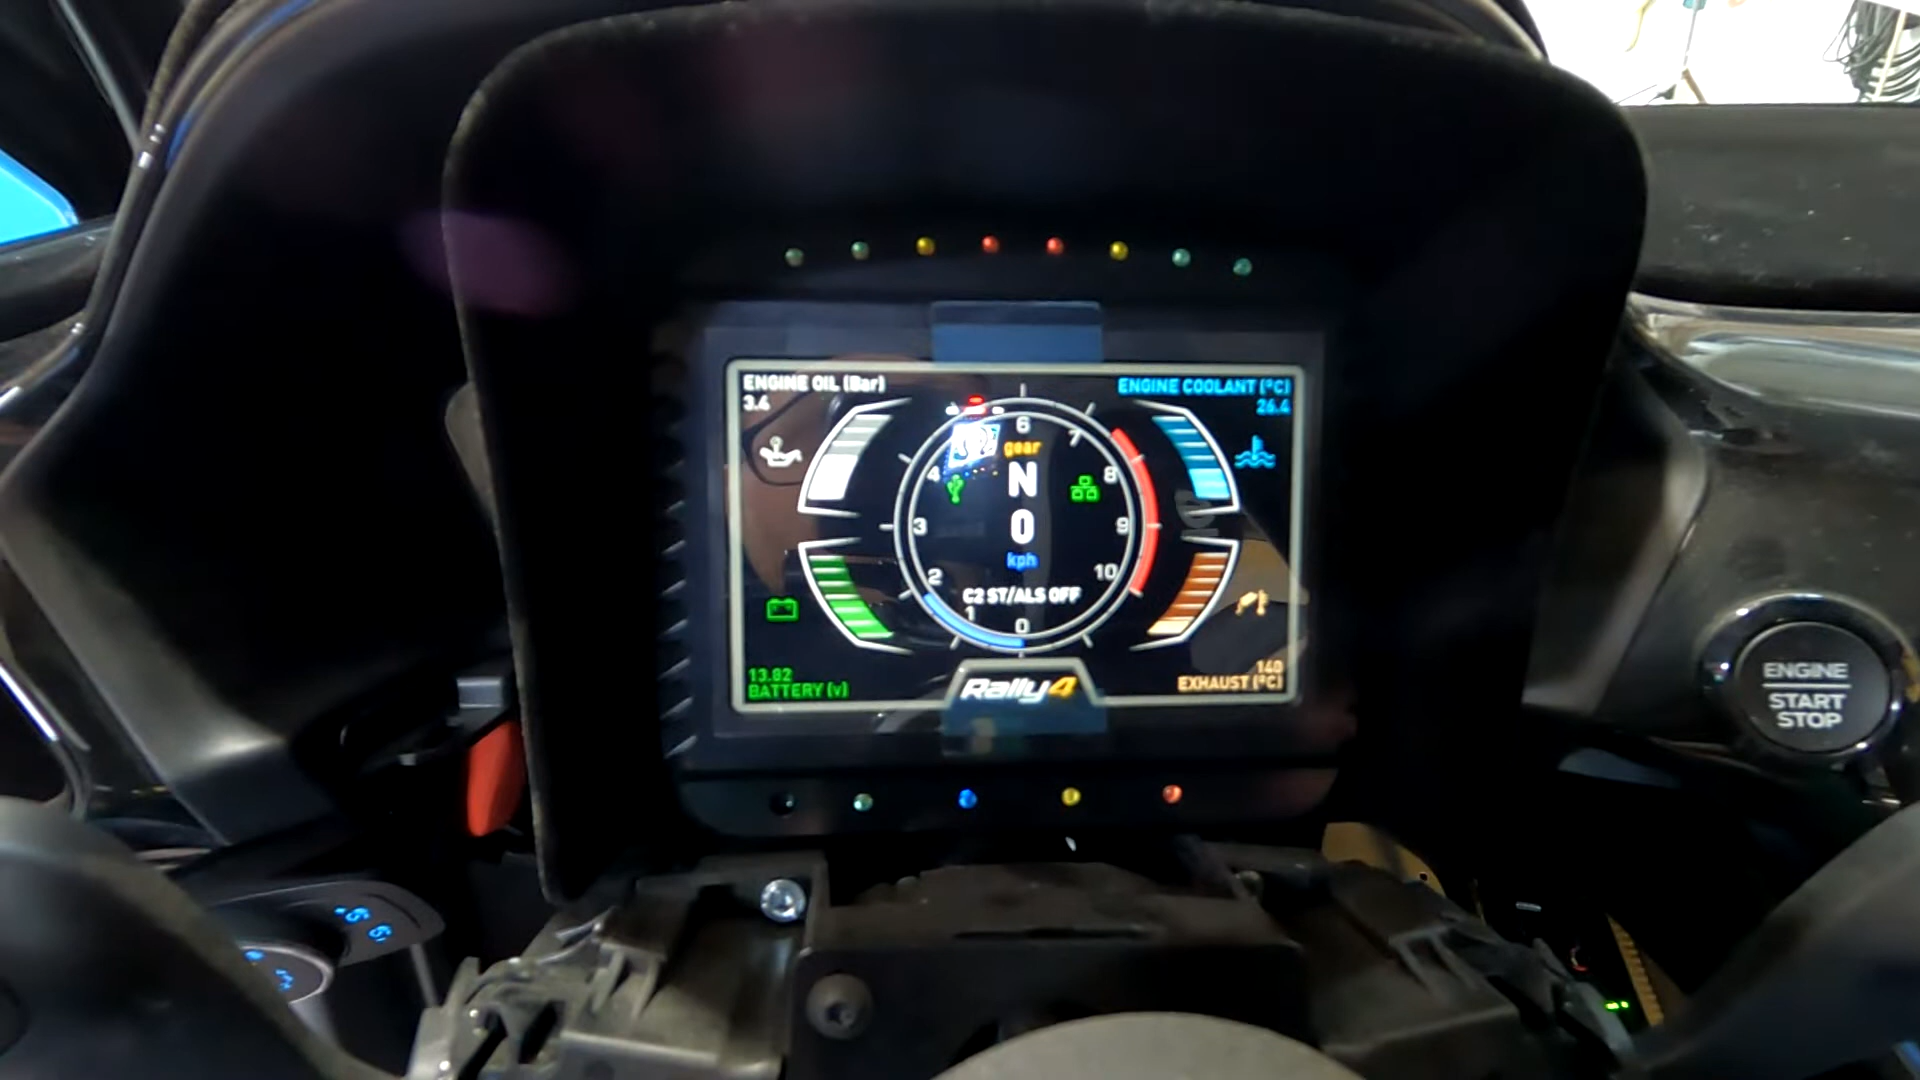 ENGINE OIL (Bar)
3.4
ENGINE COOLANT (°C)
26.4
6
7
gear
4
N
8
3
0
9
kph
2
10
C2 ST/ALS OFF
1
0
13.82
BATTERY (v)
140
EXHAUST (°C)
Rally4
ENGINE
START
STOP